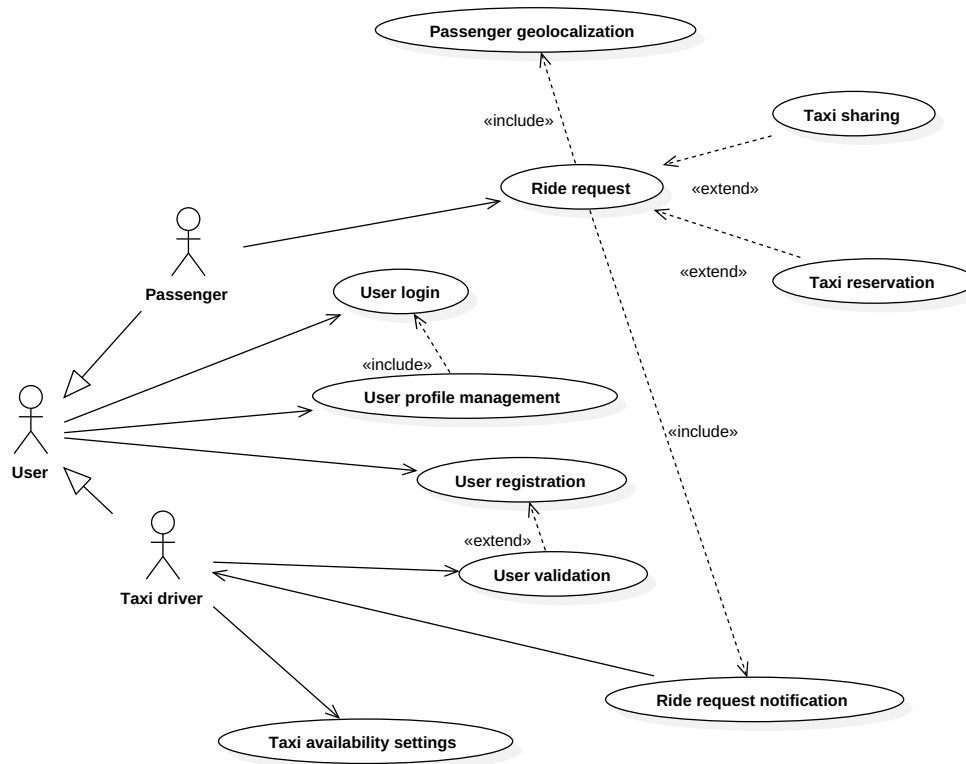 Passenger geolocalization
«include»
Taxi sharing
Ride request
«extend»
Passenger
«extend»
Taxi reservation
User login
«include»
User profile management
«include»
User
User registration
«extend»
User validation
Taxi driver
Ride request notification
Taxi availability settings